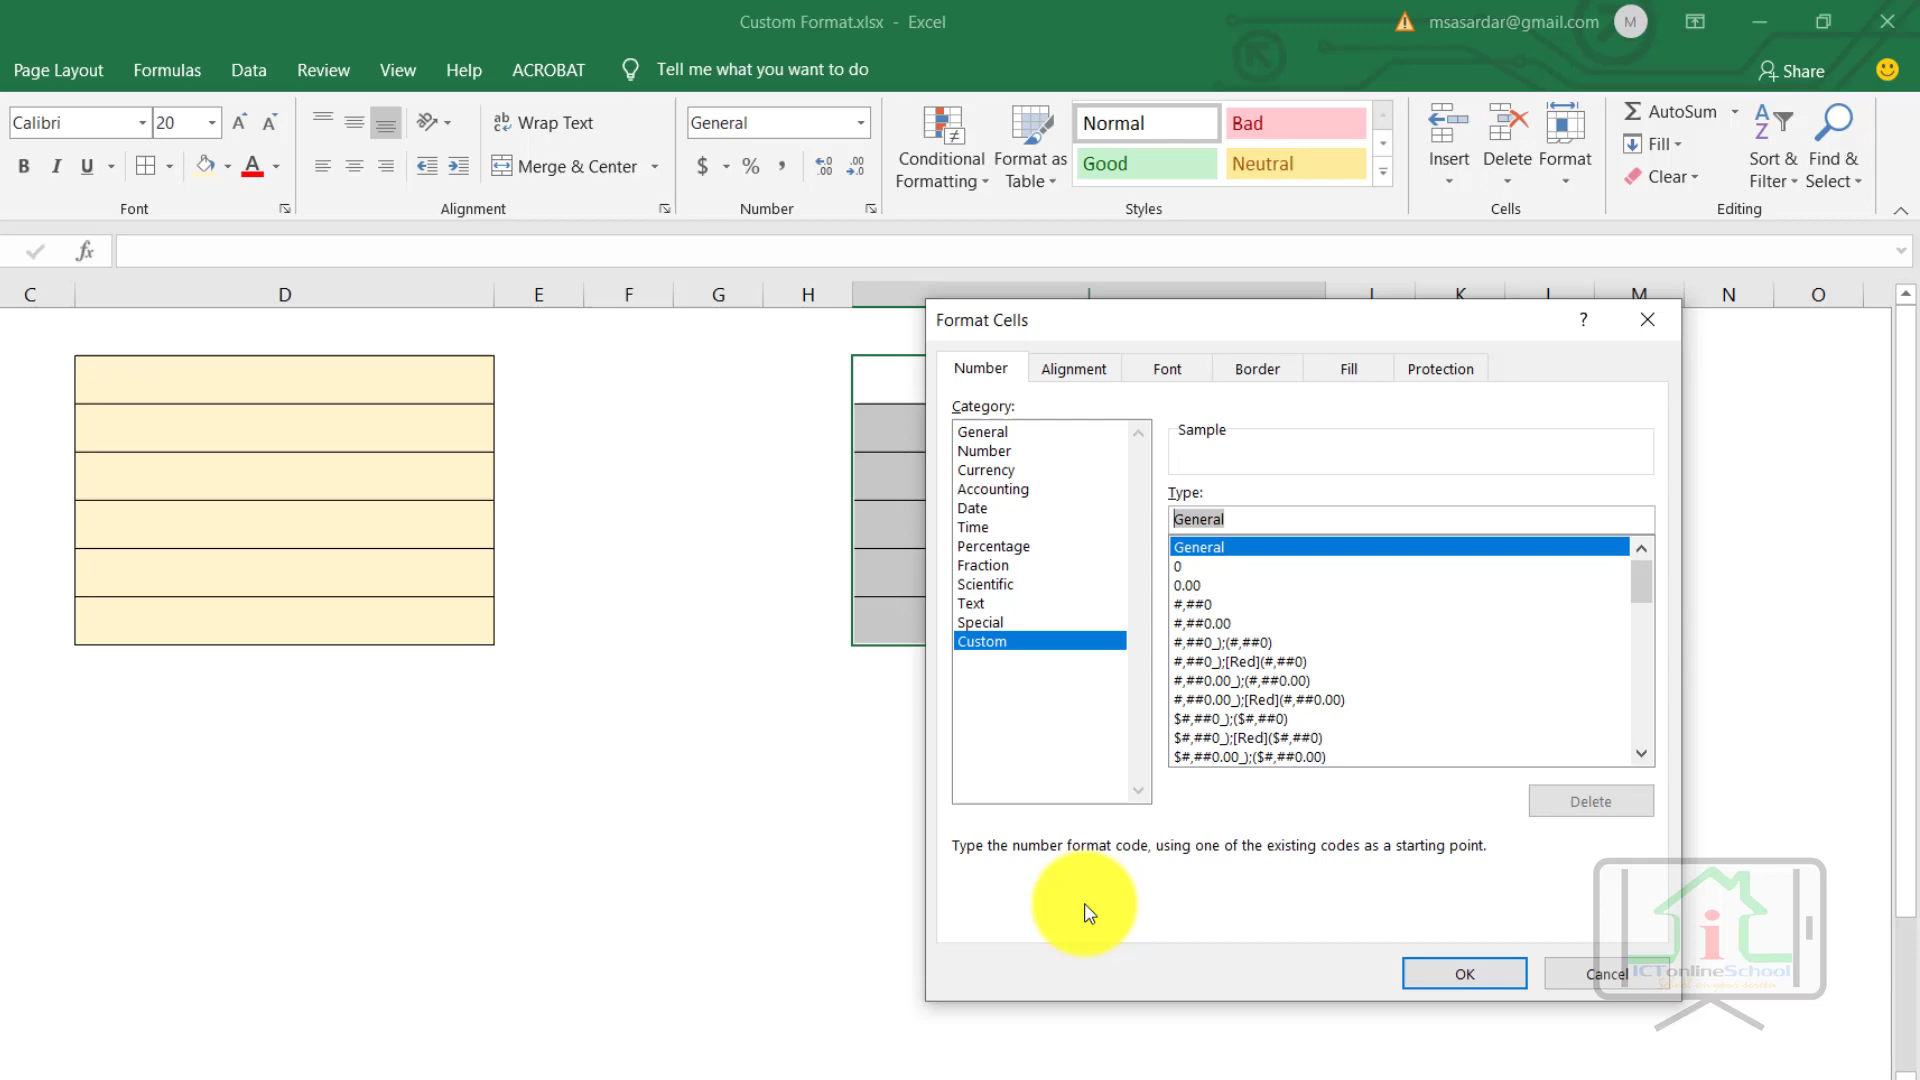 Custom Format.xlsx - Excel
msasardar@gmail.com M
Page Layout Formulas Data Review View Help ACROBAT Tell me what you want to do Share
Calibri 20 A A Wrap Text General Normal Bad AutoSum
B I U A Merge & Center $ % , Good Neutral Fill
Conditional Formatting Format as Table Insert Delete Format Clear Sort & Filter Find & Select
Font Alignment Number Styles Cells Editing
fx
C D E F G H I J K L M N O
Format Cells ?
Number Alignment Font Border Fill Protection
Category:
General
Number
Currency
Accounting
Date
Time
Percentage
Fraction
Scientific
Text
Special
Custom
Sample
Type:
General
General
0
0.00
#,##0
#,##0.00
#,##0_);(#,##0)
#,##0_);[Red](#,##0)
#,##0.00_);(#,##0.00)
#,##0.00_);[Red](#,##0.00)
$#,##0_);($#,##0)
$#,##0_);[Red]($#,##0)
$#,##0.00_);($#,##0.00)
Delete
Type the number format code, using one of the existing codes as a starting point.
OK Cancel
i
ICTonlineSchool